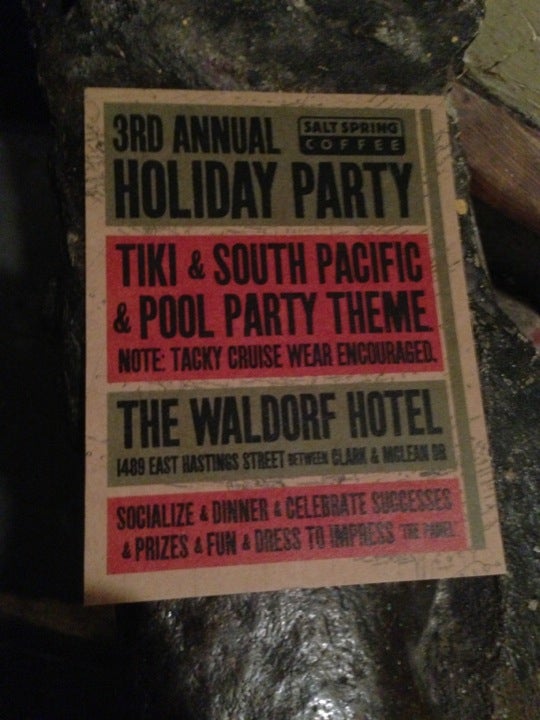 3RD ANNUAL
SALT SPRING
COFFEE
HOLIDAY PARTY
TIKI & SOUTH PACIFIC
& POOL PARTY THEME
NOTE: TACKY CRUISE WEAR ENCOURAGED.
THE WALDORF HOTEL
1489 EAST HASTINGS STREET BETWEEN CLARK & MCLEAN DR
SOCIALIZE & DINNER & CELEBRATE SUCCESSES
& PRIZES & FUN & DRESS TO IMPRESS 'THE PANEL'